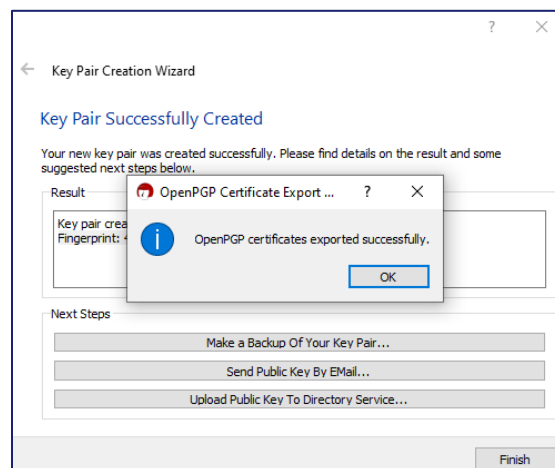 ?
Key Pair Creation Wizard
Key Pair Successfully Created
Your new key pair was created successfully. Please find details on the result and some
suggested next steps below.
Result
OpenPGP Certificate Export ... ?
Key pair crea
Fingerprint:
OpenPGP certificates exported successfully.
OK
Next Steps
Make a Backup Of Your Key Pair...
Send Public Key By EMail...
Upload Public Key To Directory Service...
Finish